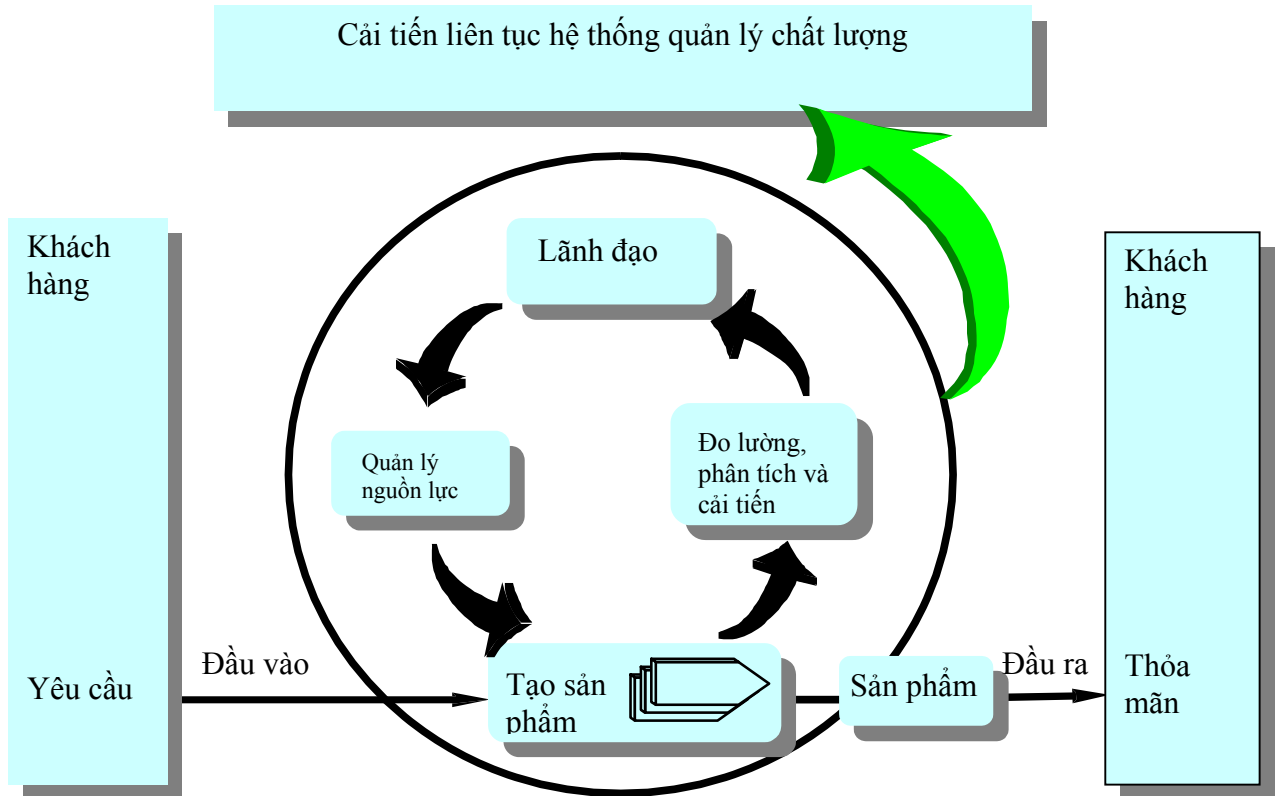 Cải tiến liên tục hệ thống quản lý chất lượng
Khách
hàng
Lãnh đạo
Khách
hàng
Quản lý
nguồn lực
Đo lường,
phân tích và
cải tiến
Yêu cầu
Đầu vào
Tạo sản
phẩm
Sản phẩm
Đầu ra
Thỏa
mãn